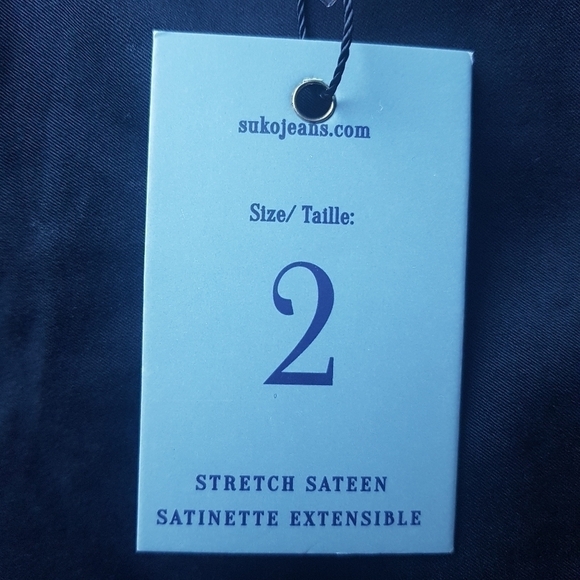 sukojeans.com
Size/ Taille:
2
STRETCH SATEEN
SATINETTE EXTENSIBLE